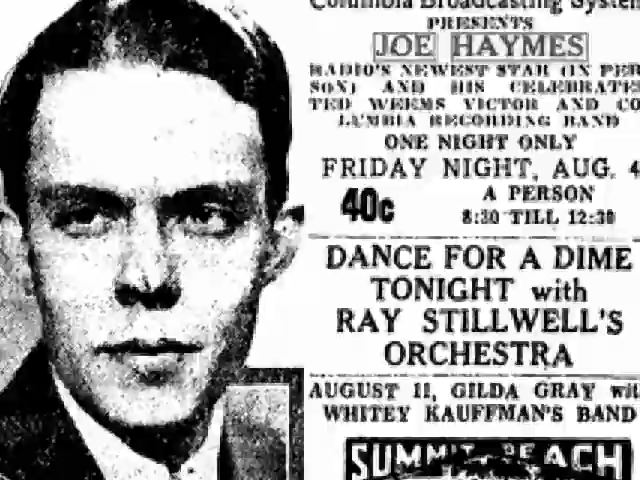 Columbia Broadcasting System
PRESENTS
JOE HAYMES
RADIO'S NEWEST STAR (IN PER
SON) AND HIS CELEBRATE
TED WEEMS VICTOR AND CO
LUMBIA RECORDING BAND
ONE NIGHT ONLY
FRIDAY NIGHT, AUG. 4
40c
A PERSON
8:30 TILL 12:30
DANCE FOR A DIME
TONIGHT with
RAY STILLWELL'S
ORCHESTRA
AUGUST 11, GILDA GRAY wit
WHITEY KAUFFMAN'S BAND
SUMMIT BEACH